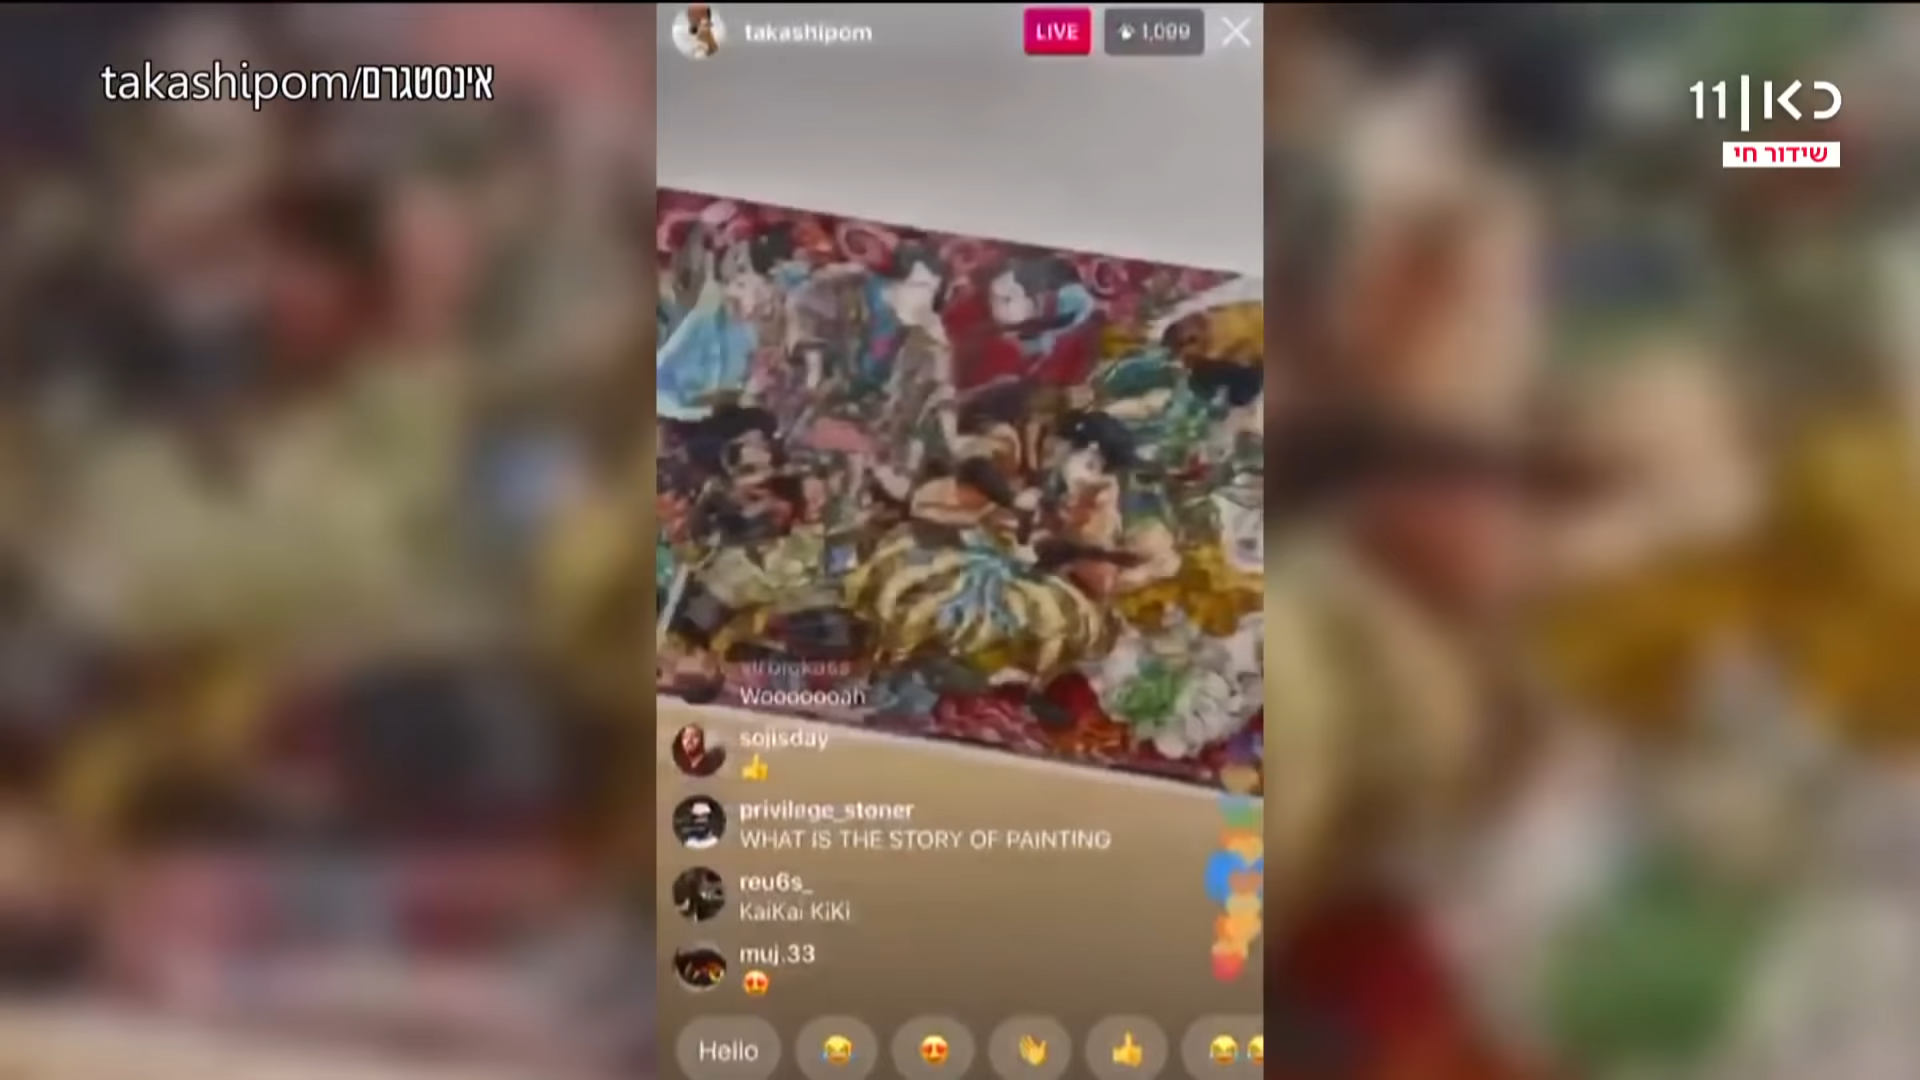 takashipom/אינסטגרם
takashipom
LIVE
1,099
כאן 11
שידור חי
Wooooooah
sojisday
privilege_stoner
WHAT IS THE STORY OF PAINTING
reu6s_
KaiKai KiKi
muj.33
Hello